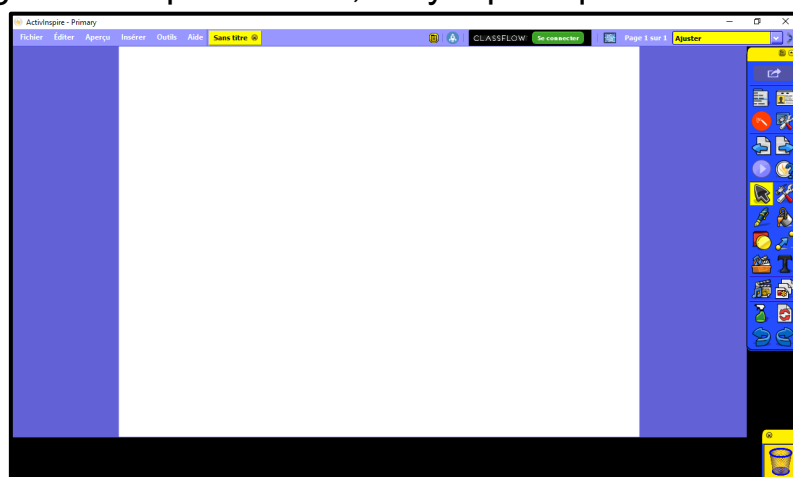 ActivInspire - Primary
Fichier Éditer Aperçu Insérer Outils Aide Sans titre CLASSFLOW Se connecter Page 1 sur 1 Ajuster
T